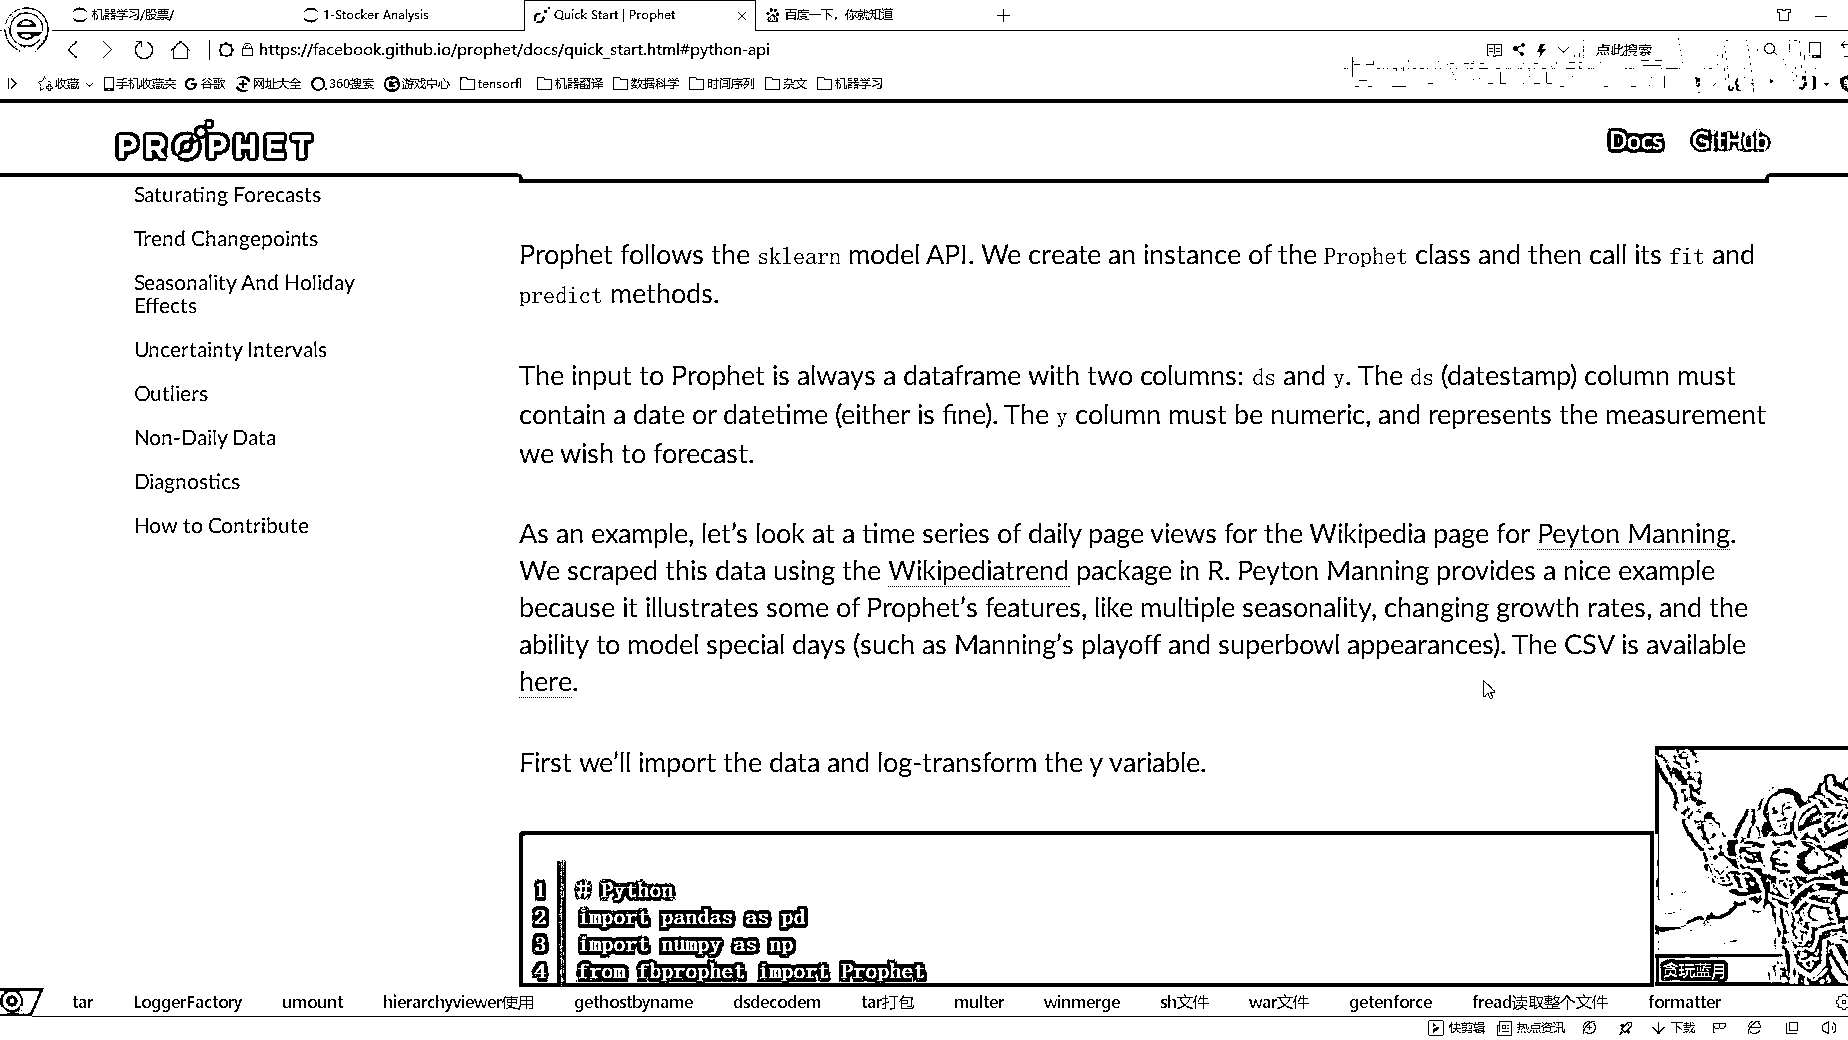 机器学习/股票/
1-Stocker Analysis
Quick Start | Prophet
百度一下，你就知道
https://facebook.github.io/prophet/docs/quick_start.html#python-api
点此搜索
收藏 手机收藏夹 谷歌 网址大全 360搜索 游戏中心 tensorfl 机器翻译 数据科学 时间序列 杂文 机器学习
PROPHET
Docs GitHub
Saturating Forecasts
Trend Changepoints
Seasonality And Holiday
Effects
Uncertainty Intervals
Outliers
Non-Daily Data
Diagnostics
How to Contribute
Prophet follows the sklearn model API. We create an instance of the Prophet class and then call its fit and
predict methods.
The input to Prophet is always a dataframe with two columns: ds and y. The ds (datestamp) column must
contain a date or datetime (either is fine). The y column must be numeric, and represents the measurement
we wish to forecast.
As an example, let's look at a time series of daily page views for the Wikipedia page for Peyton Manning.
We scraped this data using the Wikipediatrend package in R. Peyton Manning provides a nice example
because it illustrates some of Prophet's features, like multiple seasonality, changing growth rates, and the
ability to model special days (such as Manning's playoff and superbowl appearances). The CSV is available
here.
First we'll import the data and log-transform the y variable.
1 # Python
2 import pandas as pd
3 import numpy as np
4 from fbprophet import Prophet
贪玩蓝月
tar LoggerFactory umount hierarchyviewer使用 gethostbyname dsdecodem tar打包 multer winmerge sh文件 war文件 getenforce fread读取整个文件 formatter
快剪辑 热点资讯 下载